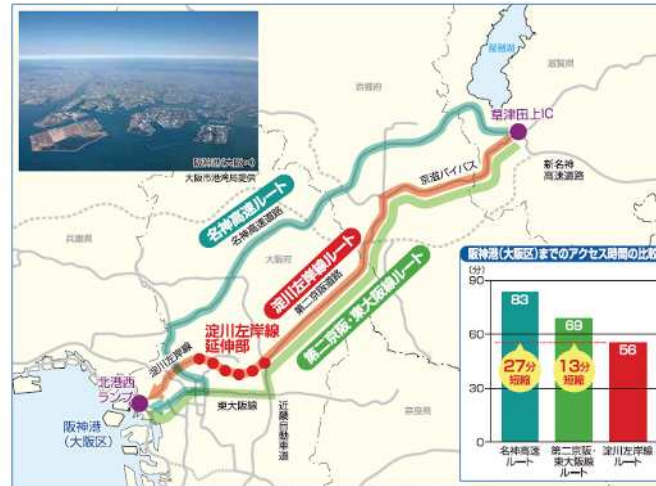 阪神港(大阪区)
大阪市港湾局提供
琵琶湖
滋賀県
京都府
草津田上IC
新名神
高速道路
京滋バイパス
名神高速ルート
名神高速道路
兵庫県
大阪府
淀川左岸線ルート
第二京阪道路
第二京阪・東大阪線ルート
淀川左岸線
延伸部
淀川左岸線
北港西
ランプ
阪神港
(大阪区)
東大阪線
近畿自動車道
奈良県
阪神港(大阪区)までのアクセス時間の比較
(分)
90
60
30
0
83
69
56
27分
短縮
13分
短縮
名神高速
ルート
第二京阪・
東大阪線
ルート
淀川左岸線
ルート